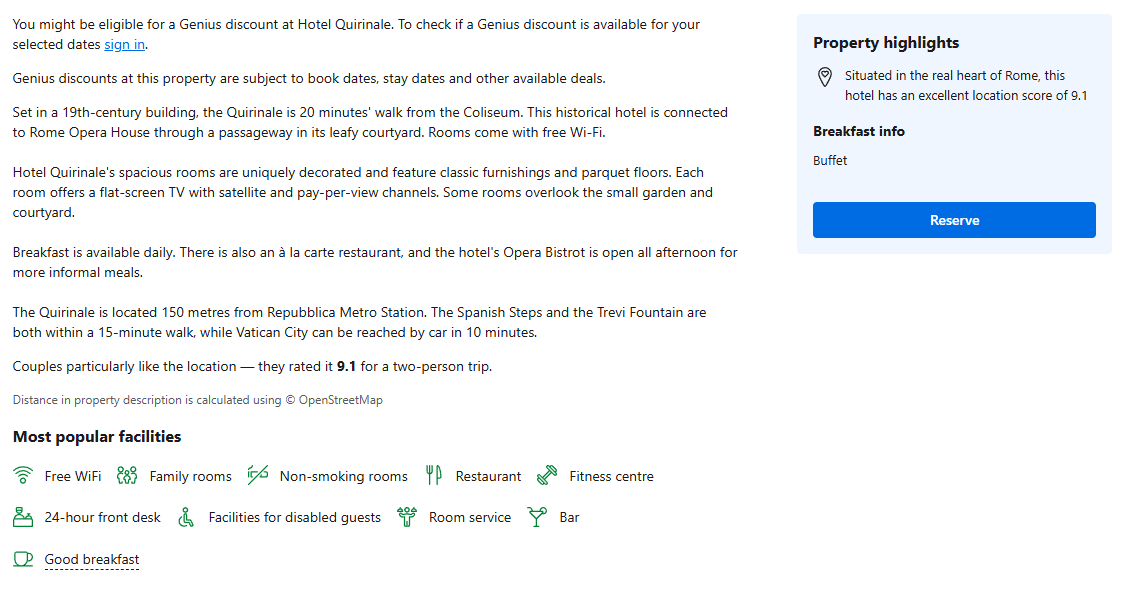 You might be eligible for a Genius discount at Hotel Quirinale. To check if a Genius discount is available for your
selected dates sign in.
Genius discounts at this property are subject to book dates, stay dates and other available deals.
Set in a 19th-century building, the Quirinale is 20 minutes' walk from the Coliseum. This historical hotel is connected
to Rome Opera House through a passageway in its leafy courtyard. Rooms come with free Wi-Fi.
Hotel Quirinale's spacious rooms are uniquely decorated and feature classic furnishings and parquet floors. Each
room offers a flat-screen TV with satellite and pay-per-view channels. Some rooms overlook the small garden and
courtyard.
Breakfast is available daily. There is also an à la carte restaurant, and the hotel's Opera Bistrot is open all afternoon for
more informal meals.
The Quirinale is located 150 metres from Repubblica Metro Station. The Spanish Steps and the Trevi Fountain are
both within a 15-minute walk, while Vatican City can be reached by car in 10 minutes.
Couples particularly like the location — they rated it 9.1 for a two-person trip.
Distance in property description is calculated using © OpenStreetMap
Most popular facilities
Free WiFi Family rooms Non-smoking rooms Restaurant Fitness centre
24-hour front desk Facilities for disabled guests Room service Bar
Good breakfast
Property highlights
Situated in the real heart of Rome, this
hotel has an excellent location score of 9.1
Breakfast info
Buffet
Reserve